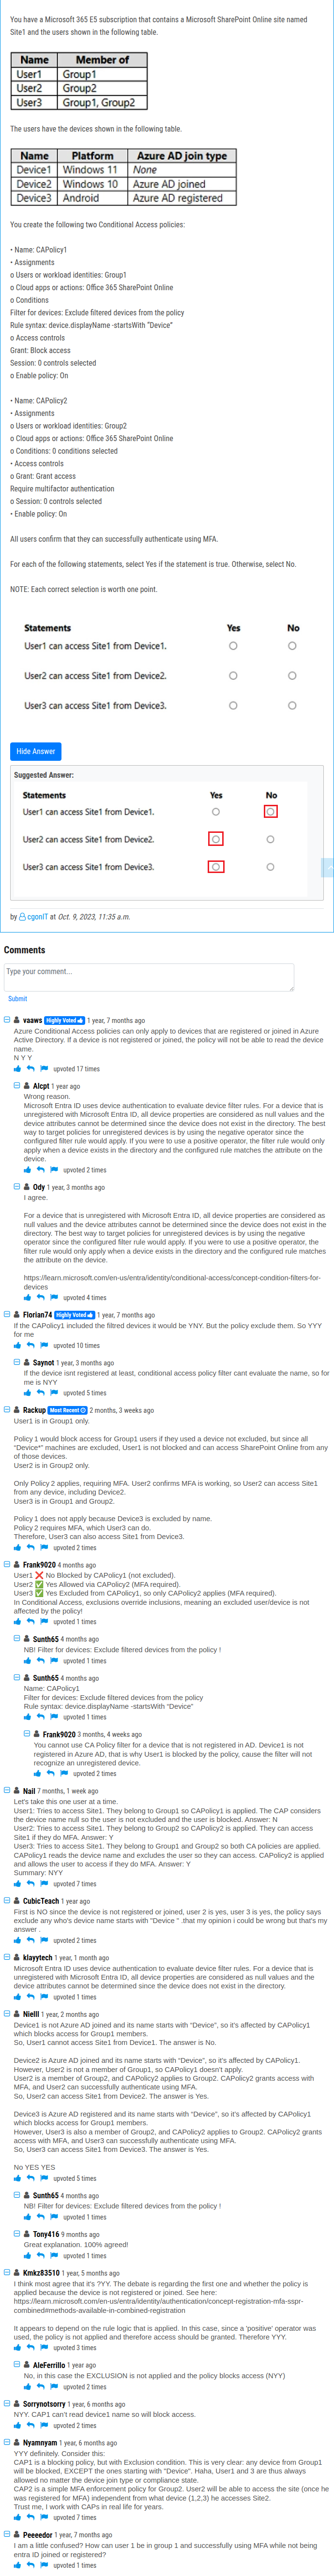 You have a Microsoft 365 E5 subscription that contains a Microsoft SharePoint Online site named
Site1 and the users shown in the following table.
Name Member of
User1 Group1
User2 Group2
User3 Group1, Group2
The users have the devices shown in the following table.
Name Platform Azure AD join type
Device1 Windows 11 None
Device2 Windows 10 Azure AD joined
Device3 Android Azure AD registered
You create the following two Conditional Access policies:
• Name: CAPolicy1
• Assignments
o Users or workload identities: Group1
o Cloud apps or actions: Office 365 SharePoint Online
o Conditions
Filter for devices: Exclude filtered devices from the policy
Rule syntax: device.displayName -startsWith “Device”
o Access controls
Grant: Block access
Session: 0 controls selected
o Enable policy: On
• Name: CAPolicy2
• Assignments
o Users or workload identities: Group2
o Cloud apps or actions: Office 365 SharePoint Online
o Conditions: 0 conditions selected
• Access controls
o Grant: Grant access
Require multifactor authentication
o Session: 0 controls selected
• Enable policy: On
All users confirm that they can successfully authenticate using MFA.
For each of the following statements, select Yes if the statement is true. Otherwise, select No.
NOTE: Each correct selection is worth one point.
Statements Yes No
User1 can access Site1 from Device1.
User2 can access Site1 from Device2.
User3 can access Site1 from Device3.
Hide Answer
Suggested Answer:
Statements Yes No
User1 can access Site1 from Device1.
User2 can access Site1 from Device2.
User3 can access Site1 from Device3.
by cgonIT at Oct. 9, 2023, 11:35 a.m.
Comments
Type your comment...
Submit
vaaws Highly Voted 1 year, 7 months ago
Azure Conditional Access policies can only apply to devices that are registered or joined in Azure
Active Directory. If a device is not registered or joined, the policy will not be able to read the device
name.
N Y Y
upvoted 17 times
Alcpt 1 year ago
Wrong reason.
Microsoft Entra ID uses device authentication to evaluate device filter rules. For a device that is
unregistered with Microsoft Entra ID, all device properties are considered as null values and the
device attributes cannot be determined since the device does not exist in the directory. The best
way to target policies for unregistered devices is by using the negative operator since the
configured filter rule would apply. If you were to use a positive operator, the filter rule would only
apply when a device exists in the directory and the configured rule matches the attribute on the
device.
upvoted 2 times
Ody 1 year, 3 months ago
I agree.
For a device that is unregistered with Microsoft Entra ID, all device properties are considered as
null values and the device attributes cannot be determined since the device does not exist in the
directory. The best way to target policies for unregistered devices is by using the negative
operator since the configured filter rule would apply. If you were to use a positive operator, the
filter rule would only apply when a device exists in the directory and the configured rule matches
the attribute on the device.
https://learn.microsoft.com/en-us/entra/identity/conditional-access/concept-condition-filters-for-
devices
upvoted 4 times
Florian74 Highly Voted 1 year, 7 months ago
If the CAPolicy1 included the filtred devices it would be YNY. But the policy exclude them. So YYY
for me
upvoted 10 times
Saynot 1 year, 3 months ago
If the device isnt registered at least, conditional access policy filter cant evaluate the name, so for
me is NYY
upvoted 5 times
Rackup Most Recent 2 months, 3 weeks ago
User1 is in Group1 only.
Policy 1 would block access for Group1 users if they used a device not excluded, but since all
"Device*" machines are excluded, User1 is not blocked and can access SharePoint Online from any
of those devices.
User2 is in Group2 only.
Only Policy 2 applies, requiring MFA. User2 confirms MFA is working, so User2 can access Site1
from any device, including Device2.
User3 is in Group1 and Group2.
Policy 1 does not apply because Device3 is excluded by name.
Policy 2 requires MFA, which User3 can do.
Therefore, User3 can also access Site1 from Device3.
upvoted 2 times
Frank9020 4 months ago
User1 ❌ No Blocked by CAPolicy1 (not excluded).
User2 ✅ Yes Allowed via CAPolicy2 (MFA required).
User3 ✅ Yes Excluded from CAPolicy1, so only CAPolicy2 applies (MFA required).
In Conditional Access, exclusions override inclusions, meaning an excluded user/device is not
affected by the policy!
upvoted 1 times
Sunth65 4 months ago
NB! Filter for devices: Exclude filtered devices from the policy !
upvoted 1 times
Sunth65 4 months ago
Name: CAPolicy1
Filter for devices: Exclude filtered devices from the policy
Rule syntax: device.displayName -startsWith “Device”
upvoted 1 times
Frank9020 3 months, 4 weeks ago
You cannot use CA Policy filter for a device that is not registered in AD. Device1 is not
registered in Azure AD, that is why User1 is blocked by the policy, cause the filter will not
recognize an unregistered device.
upvoted 2 times
Nail 7 months, 1 week ago
Let's take this one user at a time.
User1: Tries to access Site1. They belong to Group1 so CAPolicy1 is applied. The CAP considers
the device name null so the user is not excluded and the user is blocked. Answer: N
User2: Tries to access Site1. They belong to Group2 so CAPolicy2 is applied. They can access
Site1 if they do MFA. Answer: Y
User3: Tries to access Site1. They belong to Group1 and Group2 so both CA policies are applied.
CAPolicy1 reads the device name and excludes the user so they can access. CAPolicy2 is applied
and allows the user to access if they do MFA. Answer: Y
Summary: NYY
upvoted 7 times
CubicTeach 1 year ago
First is NO since the device is not registered or joined, user 2 is yes, user 3 is yes, the policy says
exclude any who's device name starts with "Device " .that my opinion i could be wrong but that's my
answer .
upvoted 2 times
klayytech 1 year, 1 month ago
Microsoft Entra ID uses device authentication to evaluate device filter rules. For a device that is
unregistered with Microsoft Entra ID, all device properties are considered as null values and the
device attributes cannot be determined since the device does not exist in the directory.
upvoted 1 times
Nielll 1 year, 2 months ago
Device1 is not Azure AD joined and its name starts with “Device”, so it's affected by CAPolicy1
which blocks access for Group1 members.
So, User1 cannot access Site1 from Device1. The answer is No.
Device2 is Azure AD joined and its name starts with “Device”, so it's affected by CAPolicy1.
However, User2 is not a member of Group1, so CAPolicy1 doesn't apply.
User2 is a member of Group2, and CAPolicy2 applies to Group2. CAPolicy2 grants access with
MFA, and User2 can successfully authenticate using MFA.
So, User2 can access Site1 from Device2. The answer is Yes.
Device3 is Azure AD registered and its name starts with “Device”, so it's affected by CAPolicy1
which blocks access for Group1 members.
However, User3 is also a member of Group2, and CAPolicy2 applies to Group2. CAPolicy2 grants
access with MFA, and User3 can successfully authenticate using MFA.
So, User3 can access Site1 from Device3. The answer is Yes.
No YES YES
upvoted 5 times
Sunth65 4 months ago
NB! Filter for devices: Exclude filtered devices from the policy !
upvoted 1 times
Tony416 9 months ago
Great explanation. 100% agreed!
upvoted 1 times
Kmkz83510 1 year, 5 months ago
I think most agree that it's ?YY. The debate is regarding the first one and whether the policy is
applied because the device is not registered or joined. See here:
https://learn.microsoft.com/en-us/entra/identity/authentication/concept-registration-mfa-sspr-
combined#methods-available-in-combined-registration
It appears to depend on the rule logic that is applied. In this case, since a 'positive' operator was
used, the policy is not applied and therefore access should be granted. Therefore YYY.
upvoted 3 times
AleFerrillo 1 year ago
No, in this case the EXCLUSION is not applied and the policy blocks access (NYY)
upvoted 2 times
Sorrynotsorry 1 year, 6 months ago
NYY. CAP1 can't read device1 name so will block access.
upvoted 2 times
Nyamnyam 1 year, 6 months ago
YYY definitely. Consider this:
CAP1 is a blocking policy, but with Exclusion condition. This is very clear: any device from Group1
will be blocked, EXCEPT the ones starting with "Device". Haha, User1 and 3 are thus always
allowed no matter the device join type or compliance state.
CAP2 is a simple MFA enforcement policy for Group2. User2 will be able to access the site (once he
was registered for MFA) independent from what device (1,2,3) he accesses Site2.
Trust me, I work with CAPs in real life for years.
upvoted 7 times
Peeeedor 1 year, 7 months ago
I am a little confused? How can user 1 be in group 1 and successfully using MFA while not being
entra ID joined or registered?
upvoted 1 times